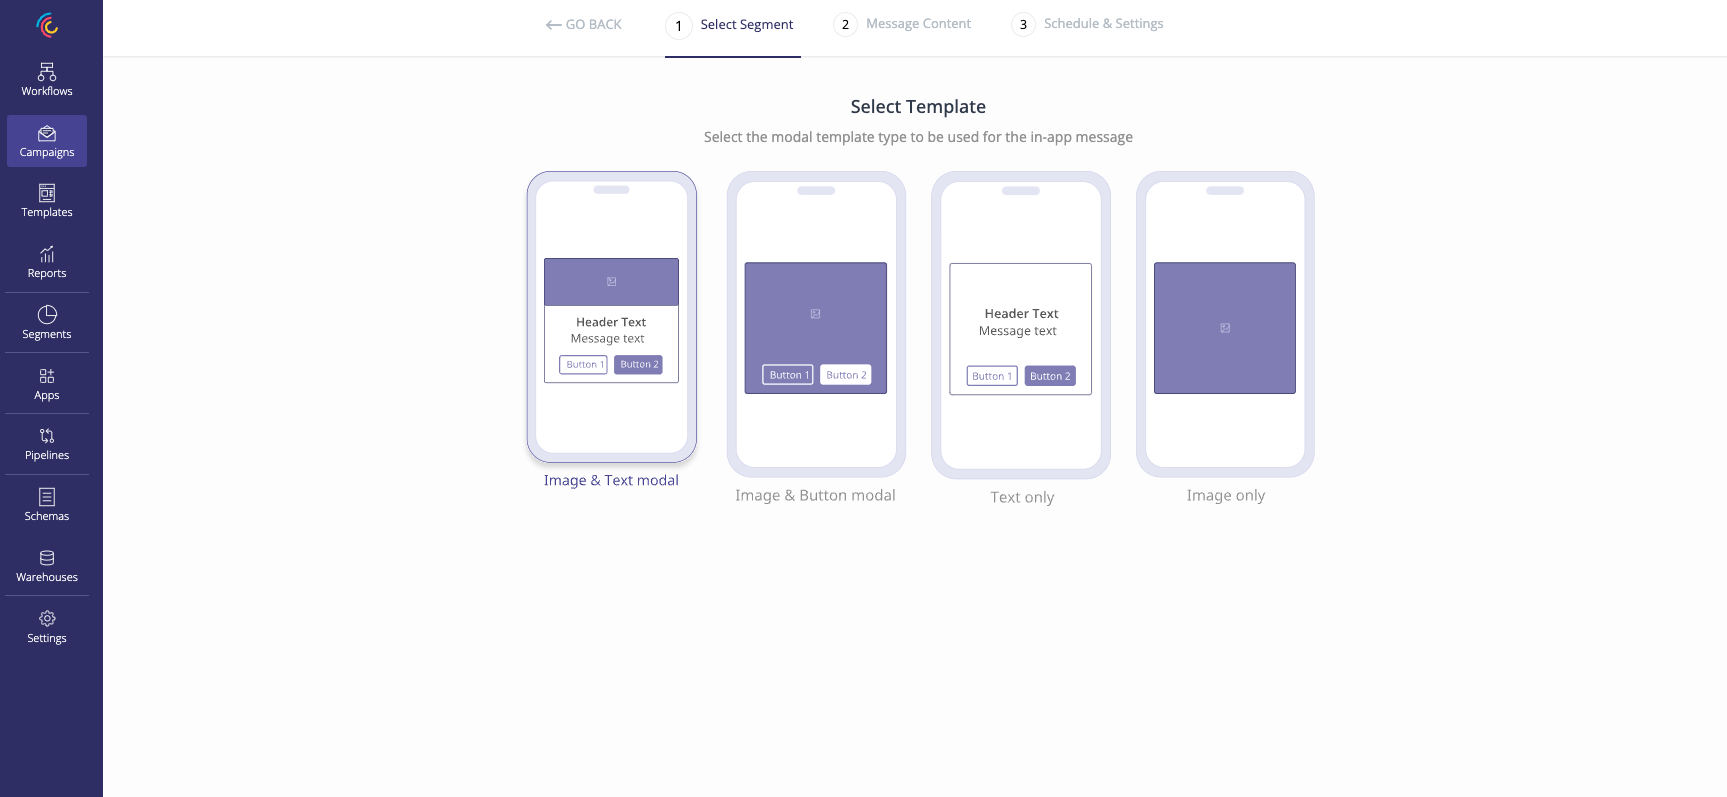 GO BACK
1 Select Segment
2 Message Content
3 Schedule & Settings
Workflows
Campaigns
Templates
Reports
Segments
Apps
Pipelines
Schemas
Warehouses
Settings
Select Template
Select the modal template type to be used for the in-app message
Header Text
Message text
Button 1 Button 2
Image & Text modal
Button 1 Button 2
Image & Button modal
Header Text
Message text
Button 1 Button 2
Text only
Image only